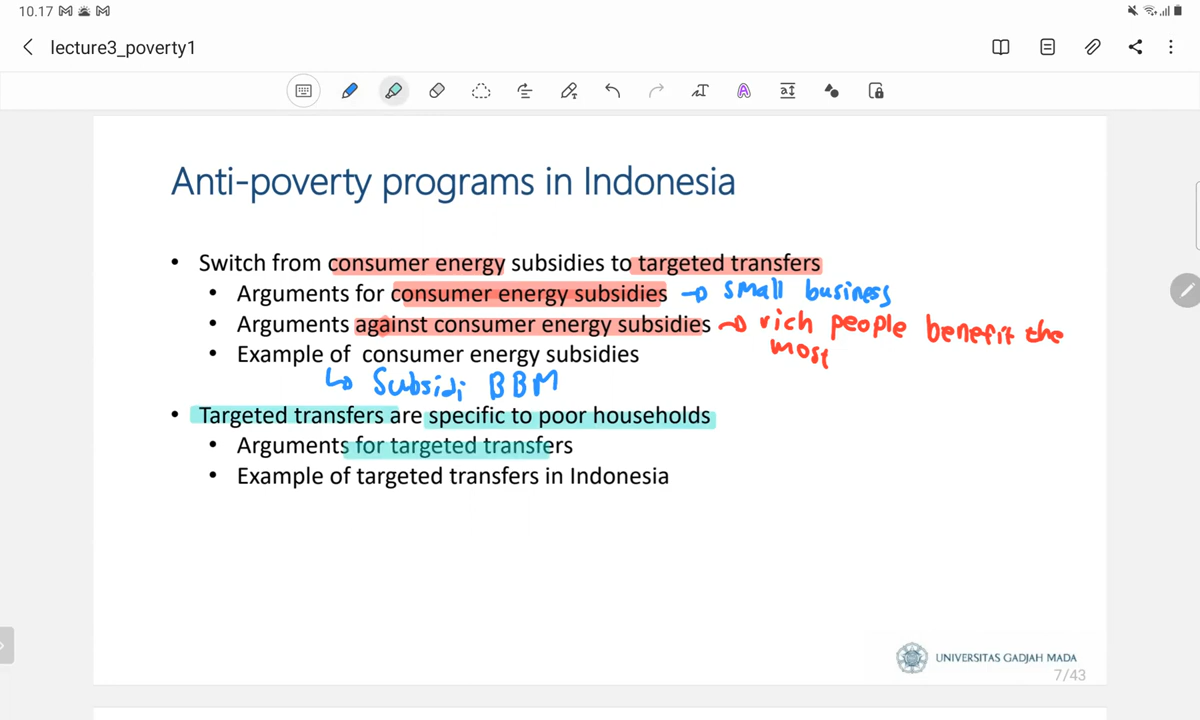 10.17
lecture3_poverty1
Anti-poverty programs in Indonesia
• Switch from consumer energy subsidies to targeted transfers
• Arguments for consumer energy subsidies → small business
• Arguments against consumer energy subsidies → rich people benefit the
most
• Example of consumer energy subsidies
↳ Subsidi BBM
• Targeted transfers are specific to poor households
• Arguments for targeted transfers
• Example of targeted transfers in Indonesia
UNIVERSITAS GADJAH MADA
7/43